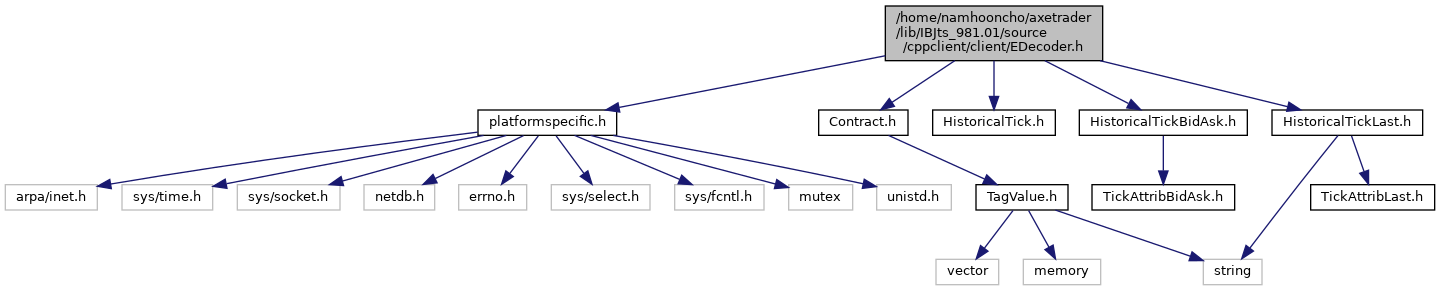 /home/namhooncho/axetrader
/lib/IBJts_981.01/source
/cppclient/client/EDecoder.h
platformspecific.h
Contract.h
HistoricalTick.h
HistoricalTickBidAsk.h
HistoricalTickLast.h
arpa/inet.h
sys/time.h
sys/socket.h
netdb.h
errno.h
sys/select.h
sys/fcntl.h
mutex
unistd.h
TagValue.h
TickAttribBidAsk.h
TickAttribLast.h
vector
memory
string